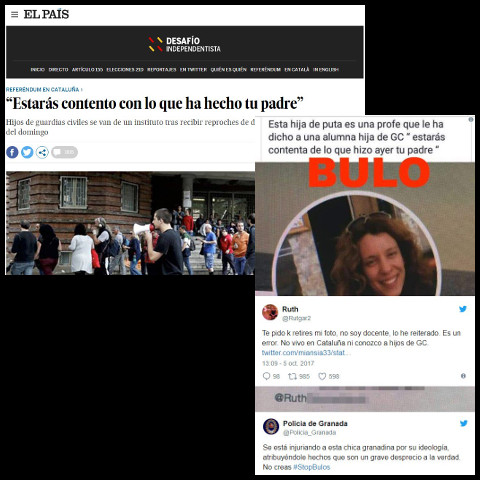 EL PAÍS
DESAFÍO
INDEPENDENTISTA
INICIO DIRECTO ARTÍCULO 155 ELECCIONES 21D REPORTAJES EN TWITTER QUIÉN ES QUIÉN REFERÉNDUM EN CATALÀ IN ENGLISH
REFERÉNDUM EN CATALUÑA ›
“Estarás contento con lo que ha hecho tu padre”
Hijos de guardias civiles se van de un instituto tras recibir reproches de d
del domingo
Esta hija de puta es una profe que le ha
dicho a una alumna hija de GC " estarás
contenta de lo que hizo ayer tu padre "
BULO
Ruth
@Rutgar2
Te pido k retires mi foto, no soy docente, lo he reiterado. Es un
error. No vivo en Cataluña ni conozco a hijos de GC.
twitter.com/miansia33/stat...
13:09 - 5 oct. 2017
98 985 598
@Ruth
Policía de Granada
@Policia_Granada
Se está injuriando a esta chica granadina por su ideología,
atribuyéndole hechos que son un grave desprecio a la verdad.
No creas #StopBulos